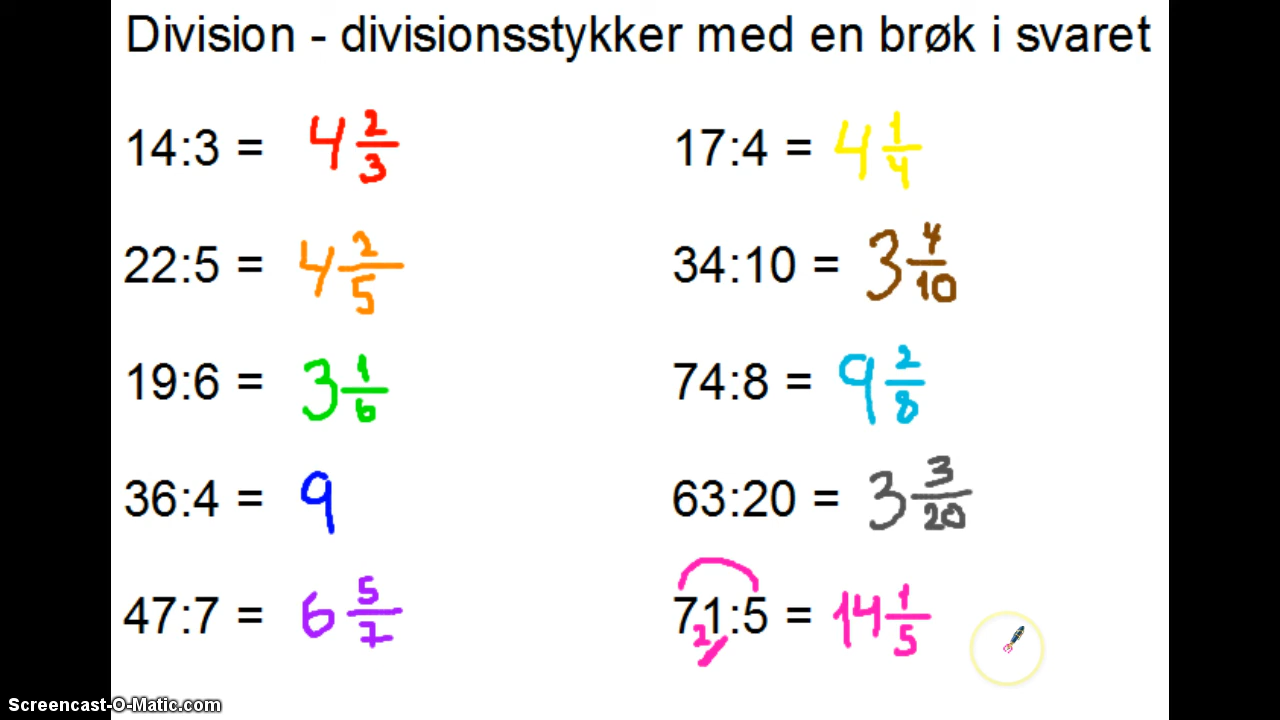 Division - divisionsstykker med en brøk i svaret
14:3 = 4 2/3
17:4 = 4 1/4
22:5 = 4 2/5
34:10 = 3 4/10
19:6 = 3 1/6
74:8 = 9 2/8
36:4 = 9
63:20 = 3 3/20
47:7 = 6 5/7
71:5 = 14 1/5
2
Screencast-O-Matic.com